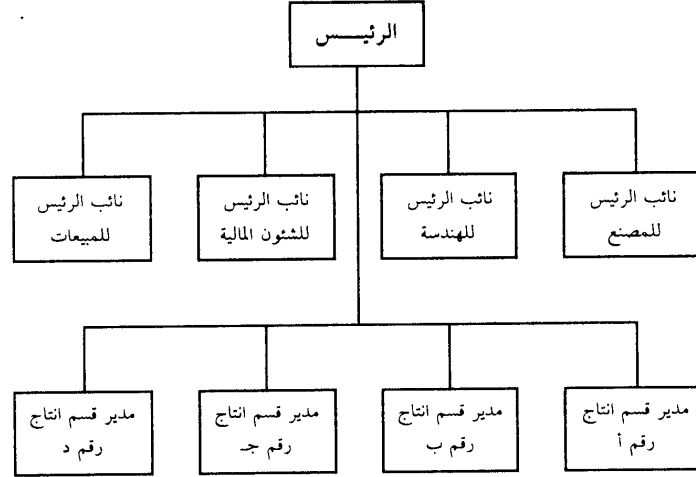 الرئيـــــس
نائب الرئيس
للمصنع
نائب الرئيس
للهندسة
نائب الرئيس
للشئون المالية
نائب الرئيس
للمبيعات
مدير قسم انتاج
رقم أ
مدير قسم انتاج
رقم ب
مدير قسم انتاج
رقم جـ
مدير قسم انتاج
رقم د